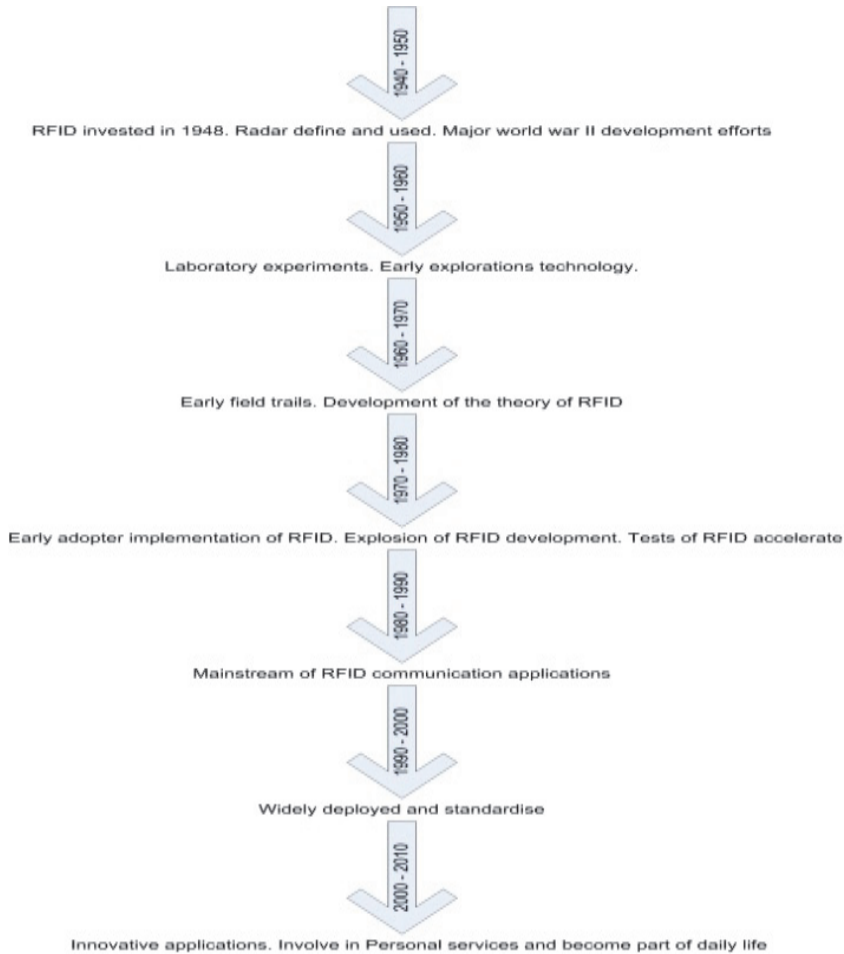 1940 - 1950
RFID invested in 1948. Radar define and used. Major world war II development efforts
1950 - 1960
Laboratory experiments. Early explorations technology.
1960 - 1970
Early field trails. Development of the theory of RFID
1970 - 1980
Early adopter implementation of RFID. Explosion of RFID development. Tests of RFID accelerate
1980 - 1990
Mainstream of RFID communication applications
1990 - 2000
Widely deployed and standardise
2000 - 2010
Innovative applications. Involve in Personal services and become part of daily life